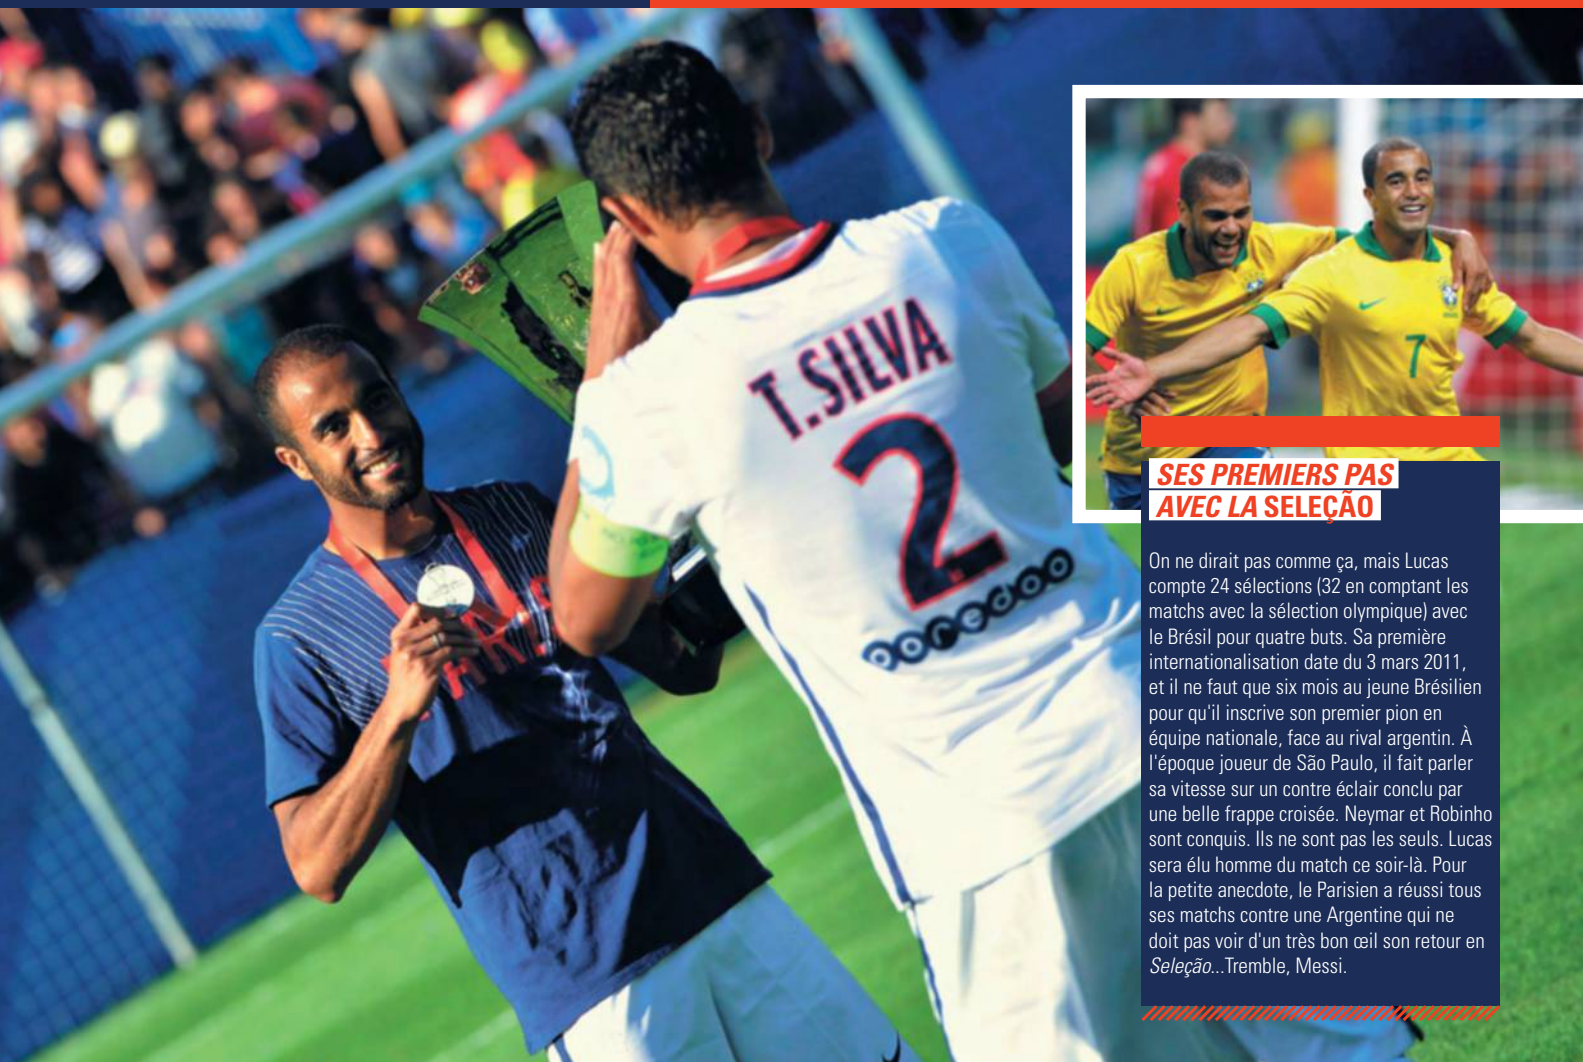 T.SILVA
2
ooredoo
7
SES PREMIERS PAS
AVEC LA SELEÇÃO
On ne dirait pas comme ça, mais Lucas
compte 24 sélections (32 en comptant les
matchs avec la sélection olympique) avec
le Brésil pour quatre buts. Sa première
internationalisation date du 3 mars 2011,
et il ne faut que six mois au jeune Brésilien
pour qu'il inscrive son premier pion en
équipe nationale, face au rival argentin. À
l'époque joueur de São Paulo, il fait parler
sa vitesse sur un contre éclair conclu par
une belle frappe croisée. Neymar et Robinho
sont conquis. Ils ne sont pas les seuls. Lucas
sera élu homme du match ce soir-là. Pour
la petite anecdote, le Parisien a réussi tous
ses matchs contre une Argentine qui ne
doit pas voir d'un très bon œil son retour en
Seleção...Tremble, Messi.